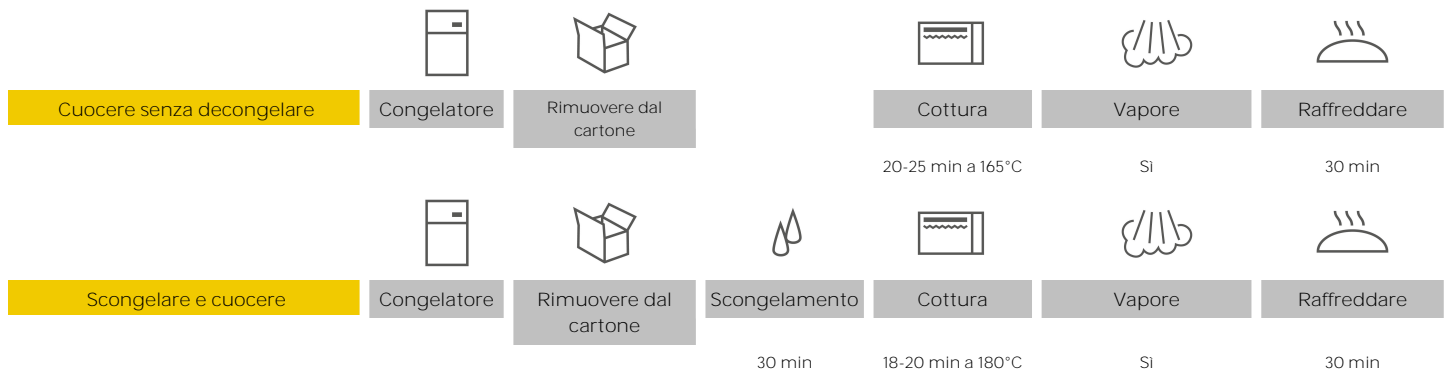 Cuocere senza decongelare Congelatore Rimuovere dal Cottura Vapore Raffreddare
cartone
20-25 min a 165°C Sì 30 min
Scongelare e cuocere Congelatore Rimuovere dal Scongelamento Cottura Vapore Raffreddare
cartone
30 min 18-20 min a 180°C Sì 30 min